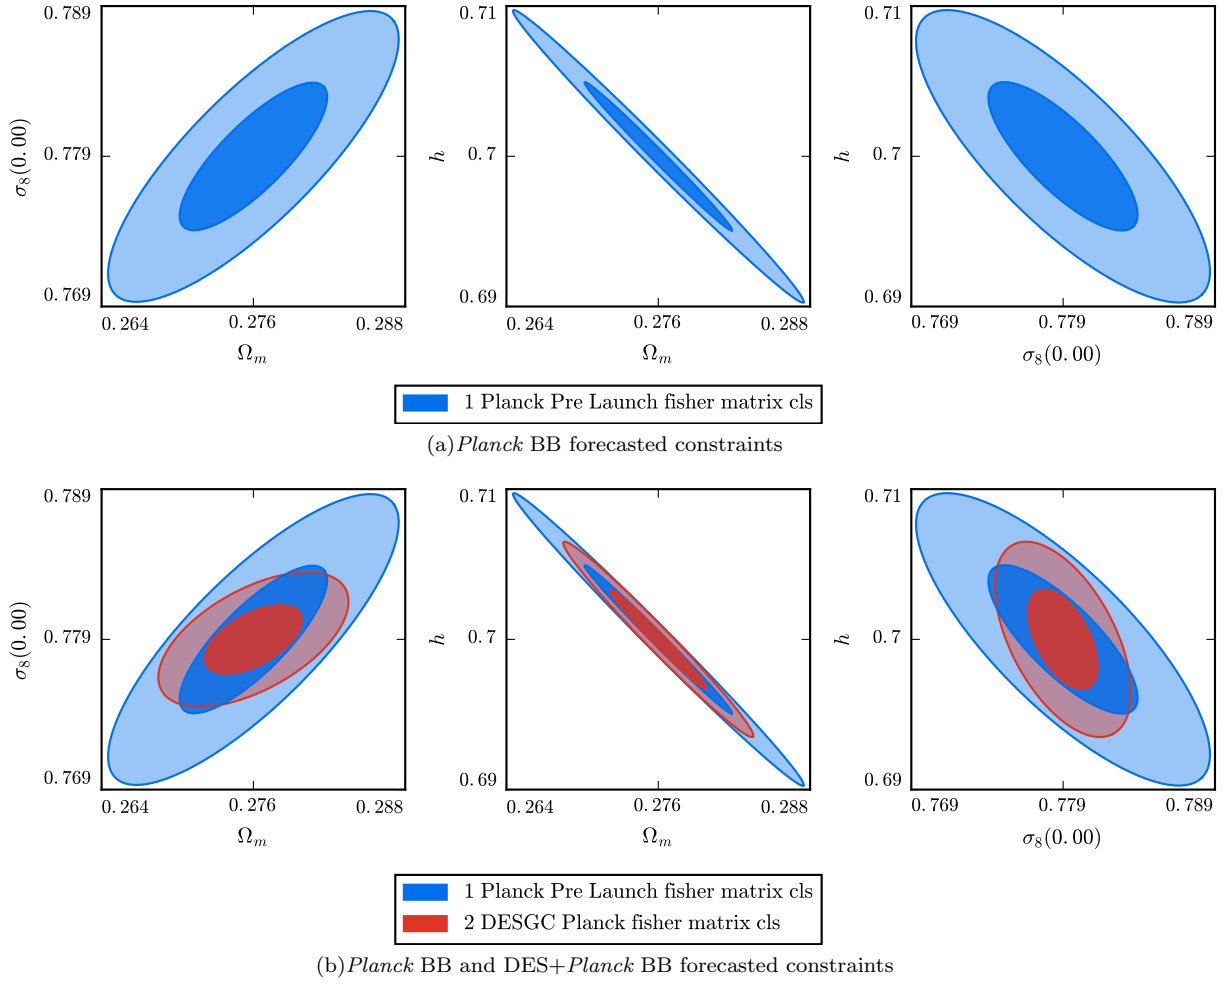 0.789
0.779
0.769
σ₈(0.00)
0.264
0.276
0.288
Ωₘ
0.71
0.7
0.69
h
0.264
0.276
0.288
Ωₘ
0.71
0.7
0.69
h
0.769
0.779
0.789
σ₈(0.00)
1 Planck Pre Launch fisher matrix cls
(a)Planck BB forecasted constraints
0.789
0.779
0.769
σ₈(0.00)
0.264
0.276
0.288
Ωₘ
0.71
0.7
0.69
h
0.264
0.276
0.288
Ωₘ
0.71
0.7
0.69
h
0.769
0.779
0.789
σ₈(0.00)
1 Planck Pre Launch fisher matrix cls
2 DESGC Planck fisher matrix cls
(b)Planck BB and DES+Planck BB forecasted constraints